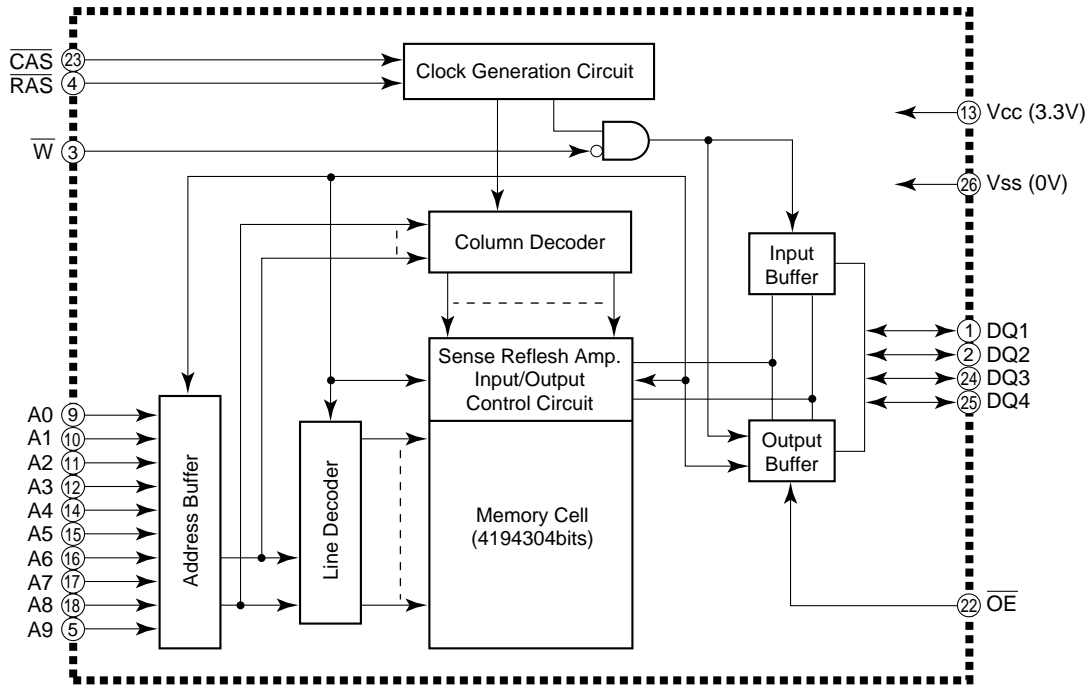 C̅A̅S̅ 23
R̅A̅S̅ 4
W̅ 3
Clock Generation Circuit
13 Vcc (3.3V)
26 Vss (0V)
Column Decoder
Input
Buffer
Sense Reflesh Amp.
Input/Output
Control Circuit
1 DQ1
2 DQ2
24 DQ3
25 DQ4
A0 9
A1 10
A2 11
A3 12
A4 14
A5 15
A6 16
A7 17
A8 18
A9 5
Address Buffer
Line Decoder
Memory Cell
(4194304bits)
Output
Buffer
22 O̅E̅